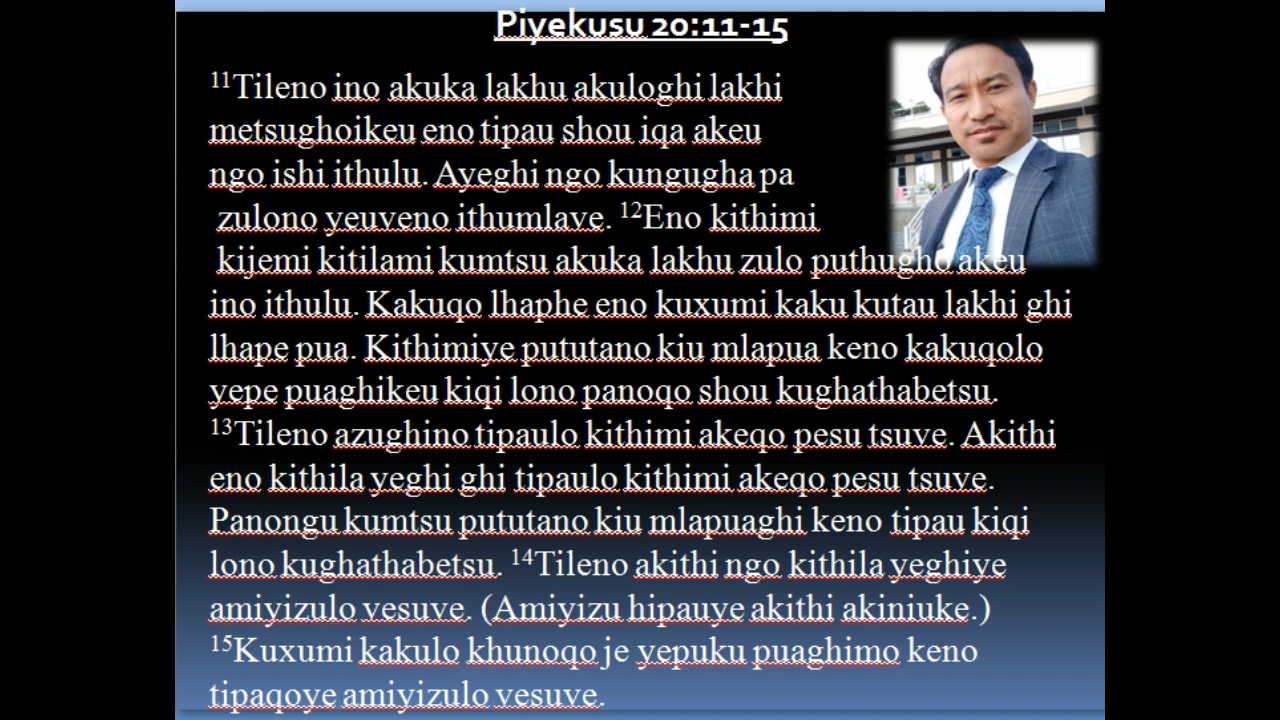 Piyekusu 20:11-15
¹¹Tileno ino akuka lakhu akuloghi lakhi
metsughoikeu eno tipau shou iqa akeu
ngo ishi ithulu. Ayeghi ngo kungugha pa
zulono yeuveno ithumlave. ¹²Eno kithimi
kijemi kitilami kumtsu akuka lakhu zulo puthugho akeu
ino ithulu. Kakuqo lhaphe eno kuxumi kaku kutau lakhi ghi
lhape pua. Kithimiye pututano kiu mlapua keno kakuqolo
yepe puaghikeu kiqi lono panoqo shou kughathabetsu.
¹³Tileno azughino tipaulo kithimi akeqo pesu tsuve. Akithi
eno kithila yeghi ghi tipaulo kithimi akeqo pesu tsuve.
Panongu kumtsu pututano kiu mlapuaghi keno tipau kiqi
lono kughathabetsu. ¹⁴Tileno akithi ngo kithila yeghiye
amiyizulo vesuve. (Amiyizu hipauye akithi akiniuke.)
¹⁵Kuxumi kakulo khunoqo je yepuku puaghimo keno
tipaqoye amiyizulo vesuve.